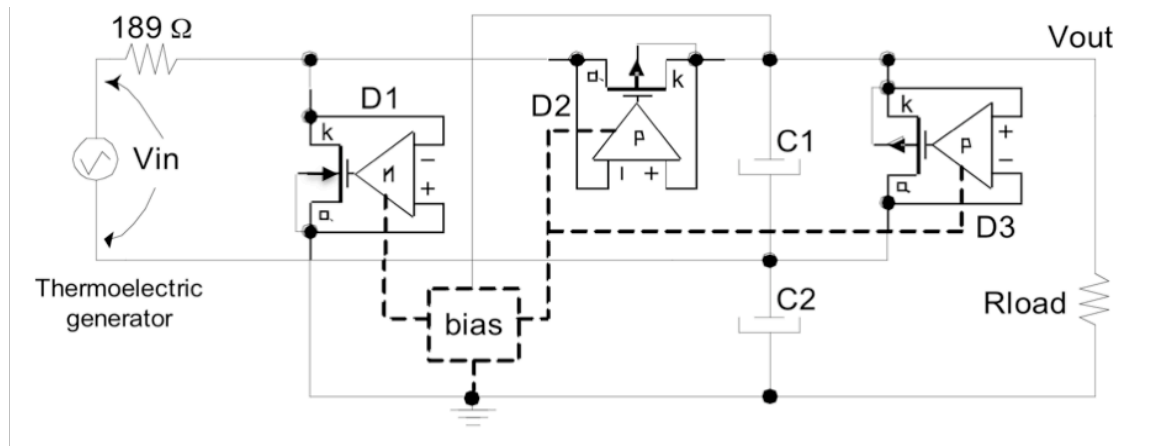 189 Ω
Vout
D1
k
D2
k
k
Vin
C1
P
P
+
−
N
−
+
a
+
a
D3
Thermoelectric
generator
C2
Rload
bias